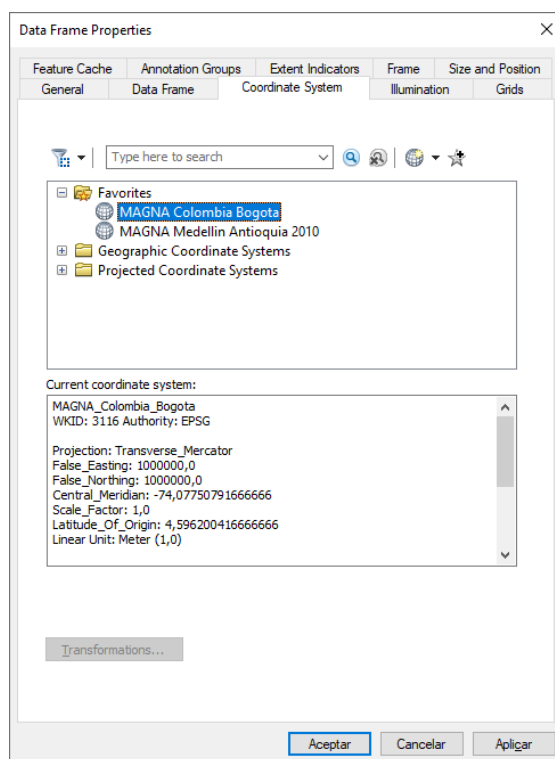 Data Frame Properties
Feature Cache Annotation Groups Extent Indicators Frame Size and Position
General Data Frame Coordinate System Illumination Grids
Type here to search
Favorites
MAGNA Colombia Bogota
MAGNA Medellin Antioquia 2010
Geographic Coordinate Systems
Projected Coordinate Systems
Current coordinate system:
MAGNA_Colombia_Bogota
WKID: 3116 Authority: EPSG
Projection: Transverse_Mercator
False_Easting: 1000000,0
False_Northing: 1000000,0
Central_Meridian: -74,07750791666666
Scale_Factor: 1,0
Latitude_Of_Origin: 4,596200416666666
Linear Unit: Meter (1,0)
Transformations...
Aceptar Cancelar Aplicar